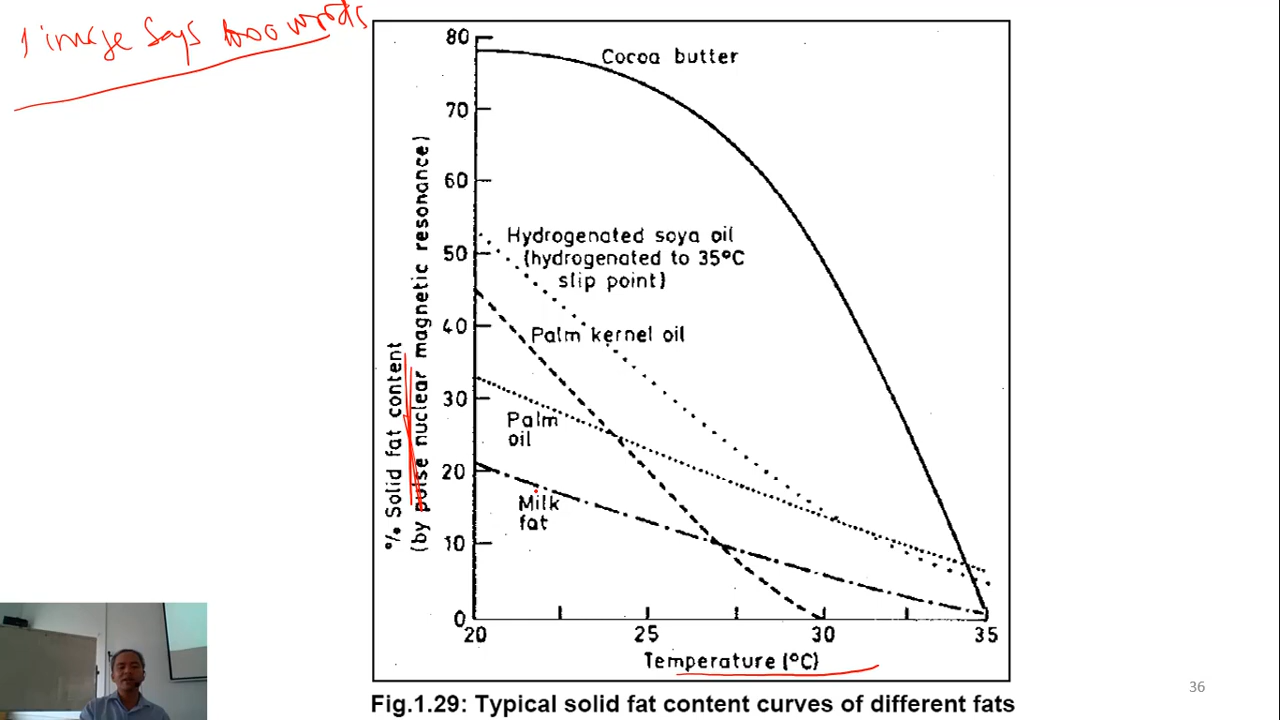 1 image Says 1000 words
80
Cocoa butter
70
60
Hydrogenated soya oil
(hydrogenated to 35°C
slip point)
50
40
Palm kernel oil
30
Palm
oil
20
Milk
fat
10
0
% Solid fat content
(by pulse nuclear magnetic resonance)
20 25 30 35
Temperature (°C)
Fig.1.29: Typical solid fat content curves of different fats
36